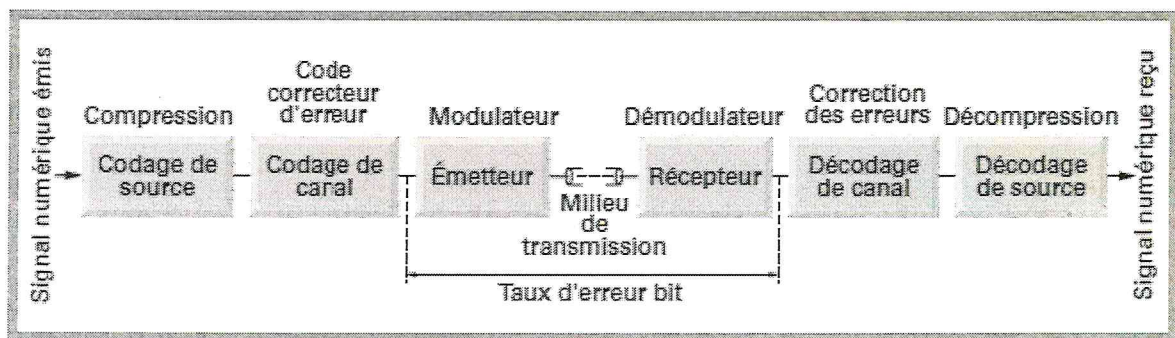 Signal numérique émis
Compression
Codage de
source
Code
correcteur
d'erreur
Codage de
canal
Modulateur
Émetteur
Milieu
de
transmission
Démodulateur
Récepteur
Correction
des erreurs
Décodage
de canal
Décompression
Décodage
de source
Signal numérique reçu
Taux d'erreur bit